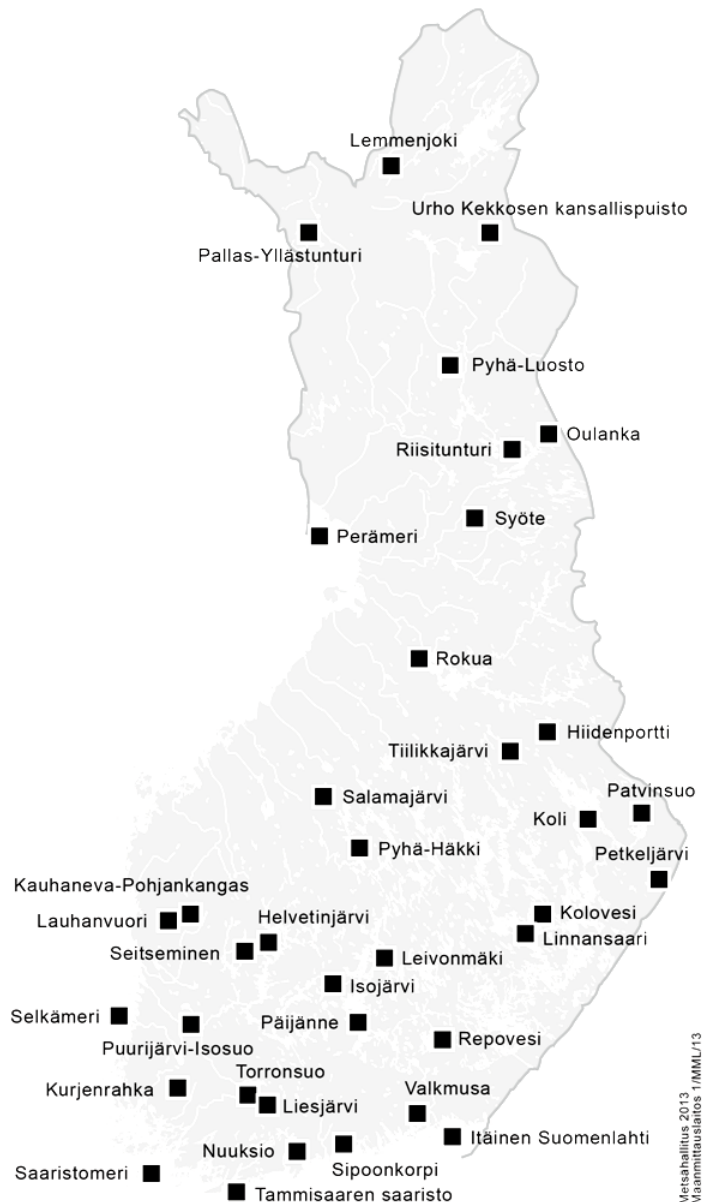 Lemmenjoki
Urho Kekkosen kansallispuisto
Pallas-Yllästunturi
Pyhä-Luosto
Oulanka
Riisitunturi
Syöte
Perämeri
Rokua
Hiidenportti
Tiilikkajärvi
Patvinsuo
Salamajärvi
Koli
Pyhä-Häkki
Petkeljärvi
Kauhaneva-Pohjankangas
Kolovesi
Lauhanvuori
Helvetinjärvi
Linnansaari
Seitseminen
Leivonmäki
Isojärvi
Selkämeri
Päijänne
Repovesi
Puurijärvi-Isosuo
Torronsuo
Kurjenrahka
Liesjärvi
Valkmusa
Itäinen Suomenlahti
Nuuksio
Sipoonkorpi
Saaristomeri
Tammisaaren saaristo
Metsähallitus 2013
Maanmittauslaitos 1/MML/13